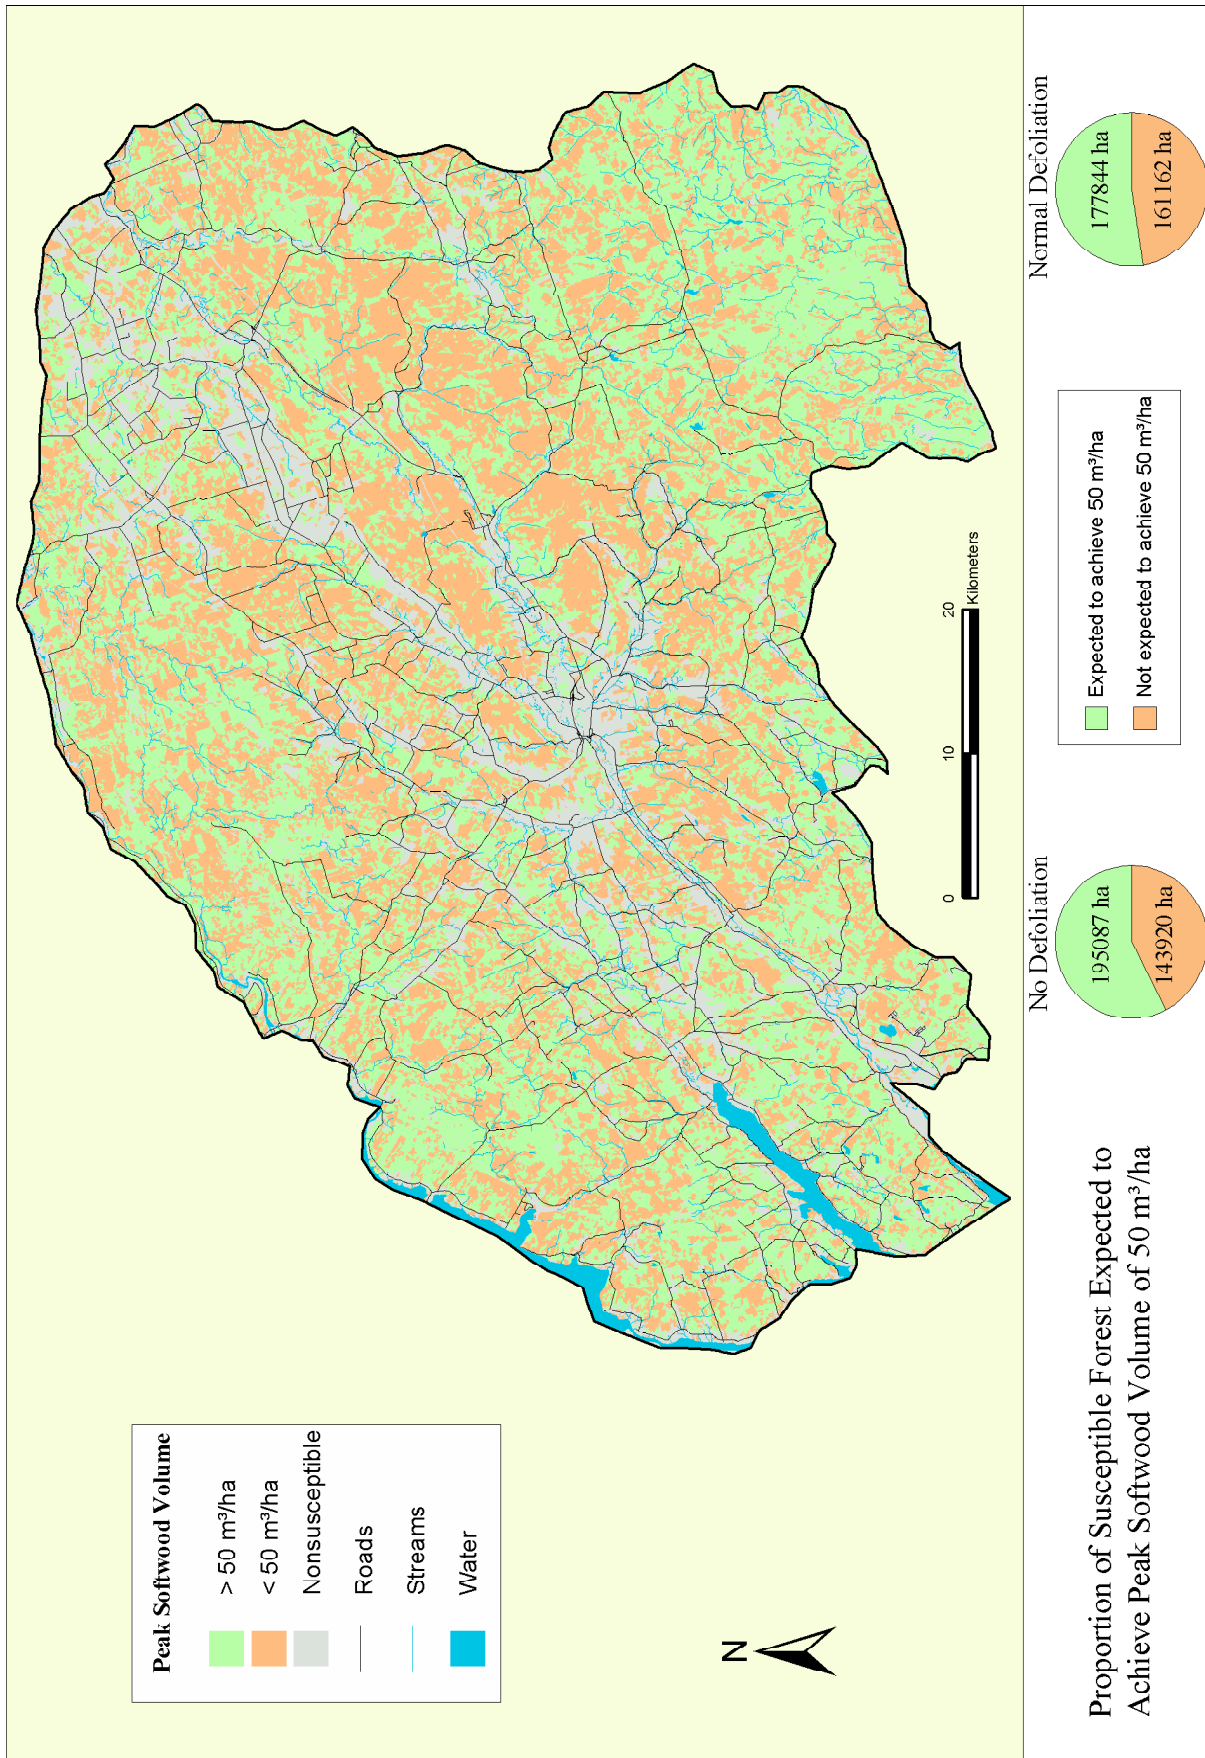 Peak Softwood Volume
> 50 m³/ha
< 50 m³/ha
Nonsusceptible
Roads
Streams
Water
N
0 10 20
Kilometers
Proportion of Susceptible Forest Expected to
Achieve Peak Softwood Volume of 50 m³/ha
No Defoliation
195087 ha
143920 ha
Expected to achieve 50 m³/ha
Not expected to achieve 50 m³/ha
Normal Defoliation
177844 ha
161162 ha